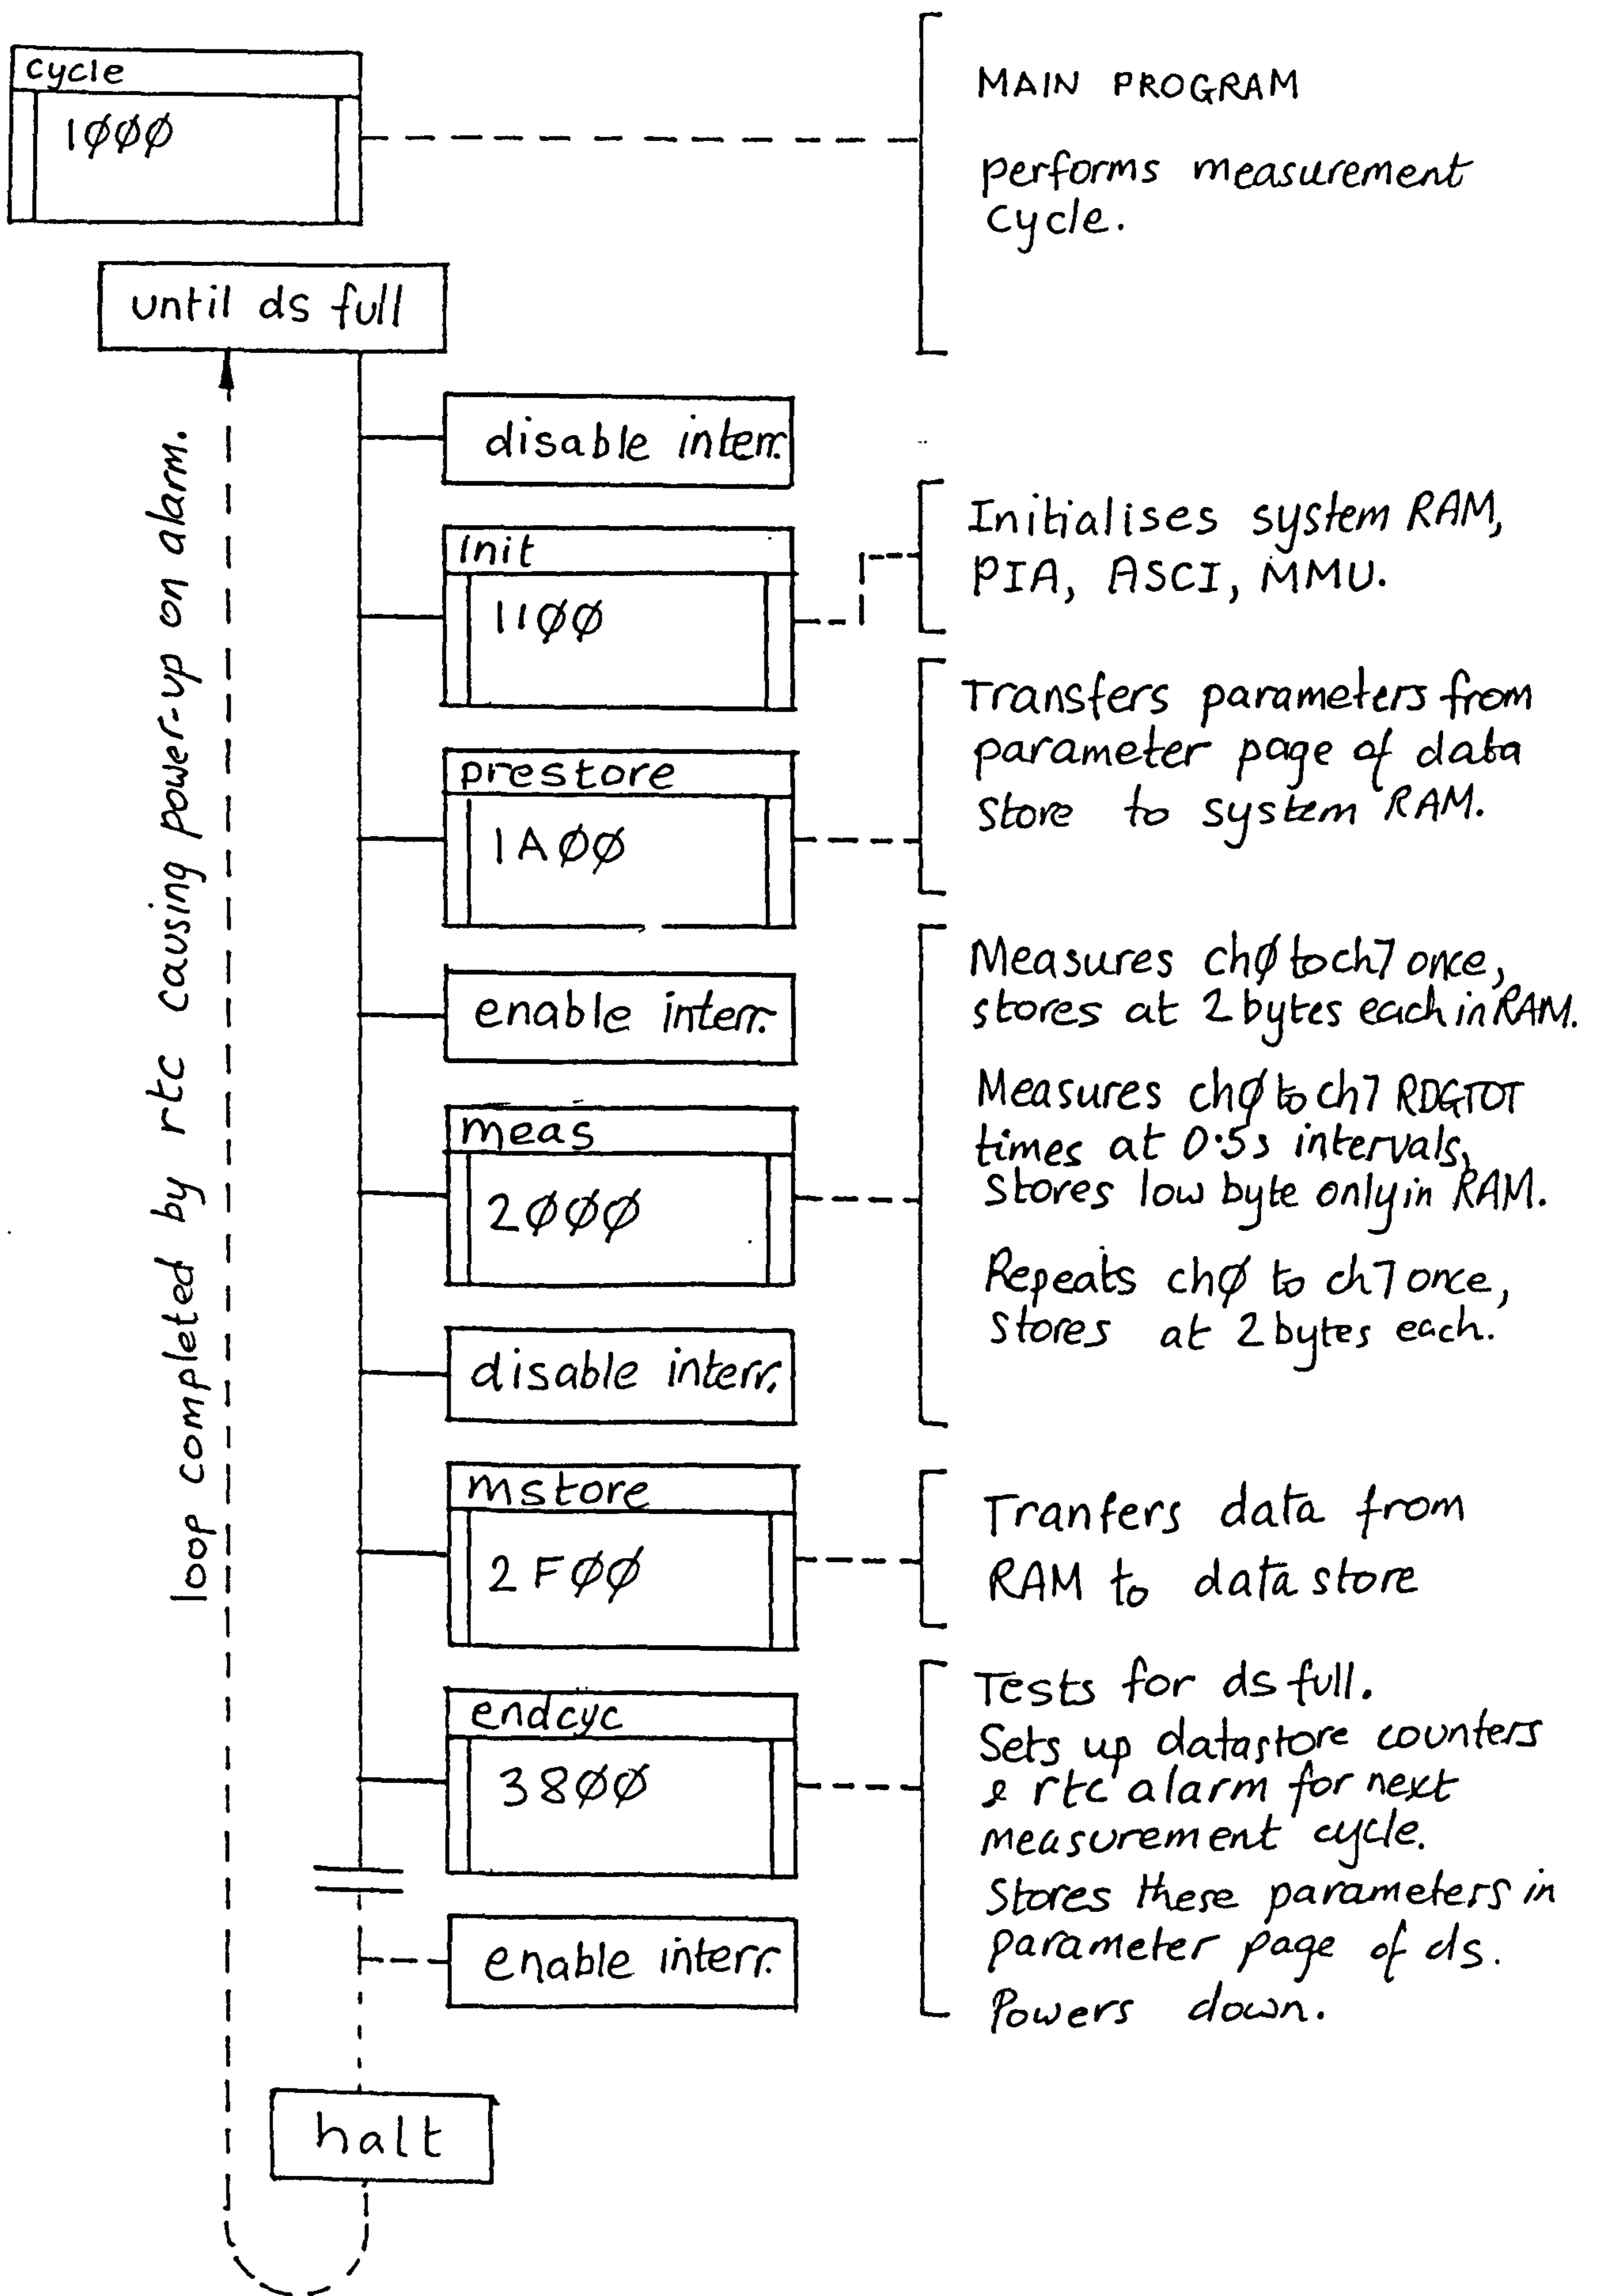 cycle
1ØØØ
MAIN PROGRAM
performs measurement
cycle.
until ds full
loop completed by rtc causing power-up on alarm.
disable interr.
init
11ØØ
Initialises system RAM,
PIA, ASCI, MMU.
prestore
1AØØ
Transfers parameters from
parameter page of data
store to system RAM.
enable interr.
meas
2ØØØ
Measures chØ to ch7 once,
stores at 2 bytes each in RAM.
Measures chØ to ch7 RDGTOT
times at 0·5s intervals,
stores low byte only in RAM.
Repeats chØ to ch7 once,
stores at 2 bytes each.
disable interr.
mstore
2FØØ
Tranfers data from
RAM to data store
endcyc
38ØØ
Tests for ds full.
Sets up datastore counters
& rtc alarm for next
measurement cycle.
Stores these parameters in
parameter page of ds.
Powers down.
enable interr.
halt